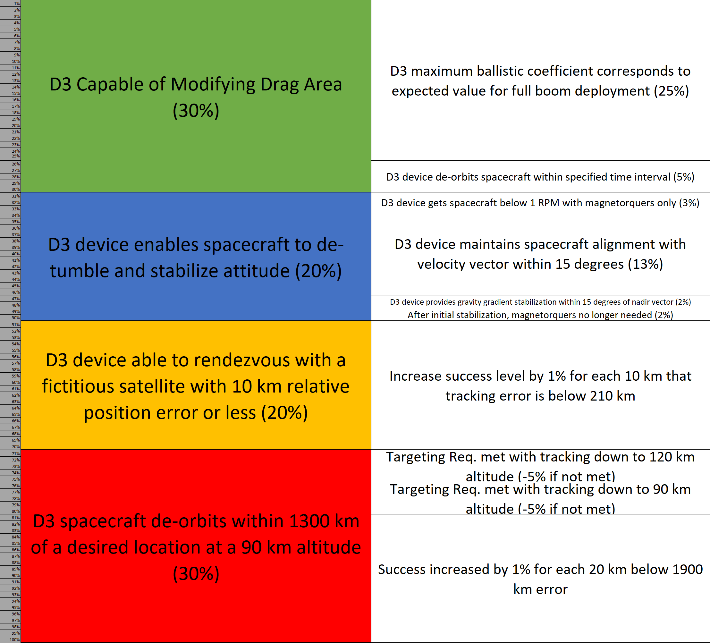 D3 Capable of Modifying Drag Area
(30%)
D3 maximum ballistic coefficient corresponds to
expected value for full boom deployment (25%)
D3 device de-orbits spacecraft within specified time interval (5%)
D3 device enables spacecraft to de-
tumble and stabilize attitude (20%)
D3 device gets spacecraft below 1 RPM with magnetorquers only (3%)
D3 device maintains spacecraft alignment with
velocity vector within 15 degrees (13%)
D3 device provides gravity gradient stabilization within 15 degrees of nadir vector (2%)
After initial stabilization, magnetorquers no longer needed (2%)
D3 device able to rendezvous with a
fictitious satellite with 10 km relative
position error or less (20%)
Increase success level by 1% for each 10 km that
tracking error is below 210 km
D3 spacecraft de-orbits within 1300 km
of a desired location at a 90 km altitude
(30%)
Targeting Req. met with tracking down to 120 km
altitude (-5% if not met)
Targeting Req. met with tracking down to 90 km
altitude (-5% if not met)
Success increased by 1% for each 20 km below 1900
km error